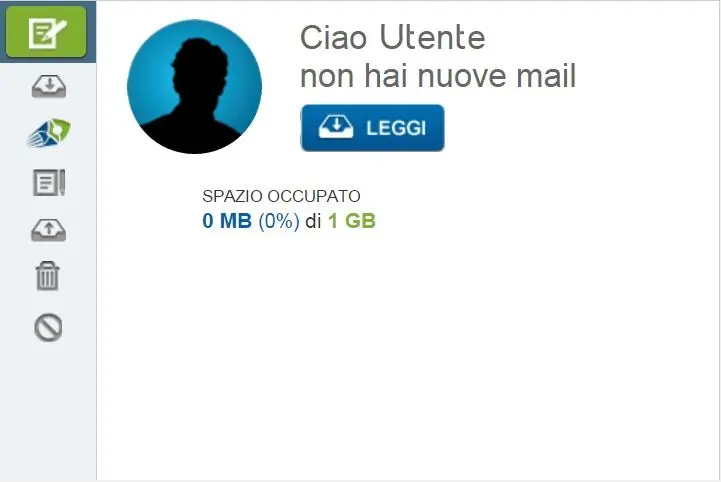 Ciao Utente
non hai nuove mail
LEGGI
SPAZIO OCCUPATO
0 MB (0%) di 1 GB